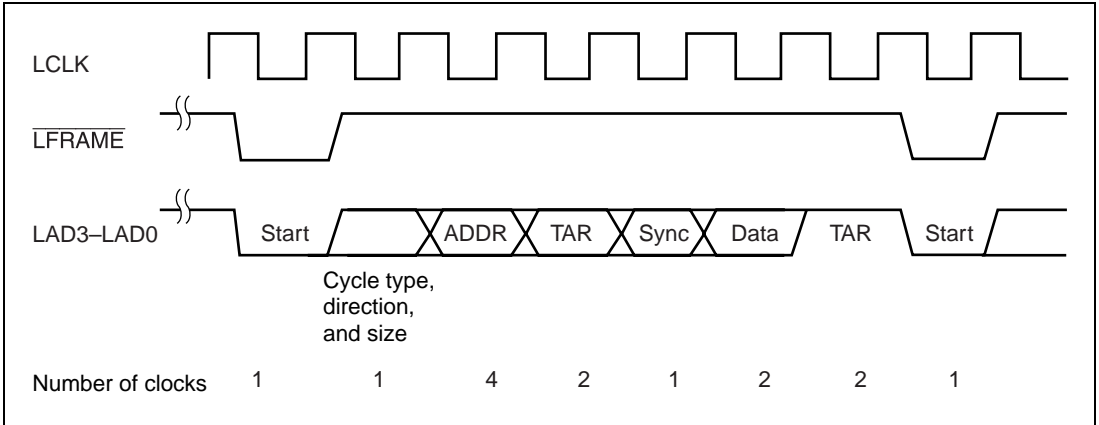 LCLK
LFRAME
LAD3–LAD0 Start ADDR TAR Sync Data TAR Start
Cycle type,
direction,
and size
Number of clocks 1 1 4 2 1 2 2 1